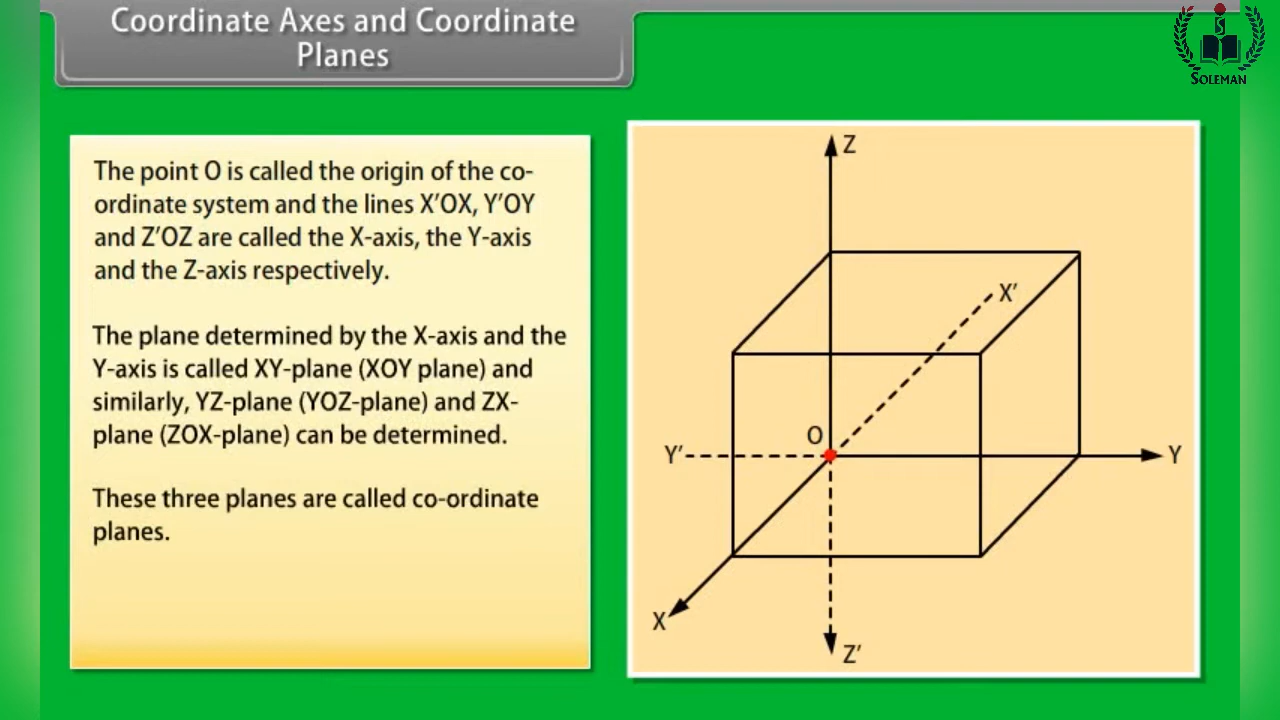 Coordinate Axes and Coordinate
Planes
SOLEMAN
The point O is called the origin of the co-
ordinate system and the lines X'OX, Y'OY
and Z'OZ are called the X-axis, the Y-axis
and the Z-axis respectively.
The plane determined by the X-axis and the
Y-axis is called XY-plane (XOY plane) and
similarly, YZ-plane (YOZ-plane) and ZX-
plane (ZOX-plane) can be determined.
These three planes are called co-ordinate
planes.
Z
X'
O
Y'
Y
X
Z'